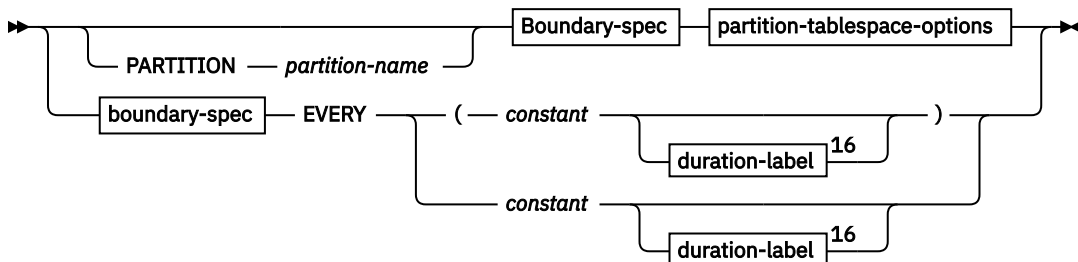 Boundary-spec partition-tablespace-options
PARTITION partition-name
boundary-spec EVERY ( constant )
duration-label 16
constant
duration-label 16